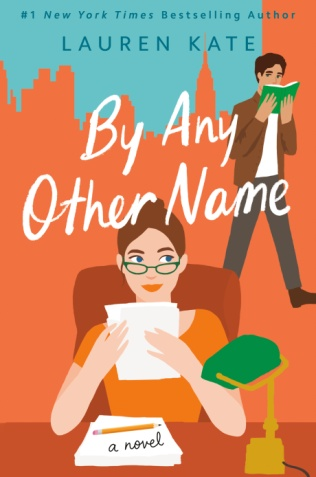 #1 New York Times Bestselling Author
LAUREN KATE
By Any
Other Name
a novel